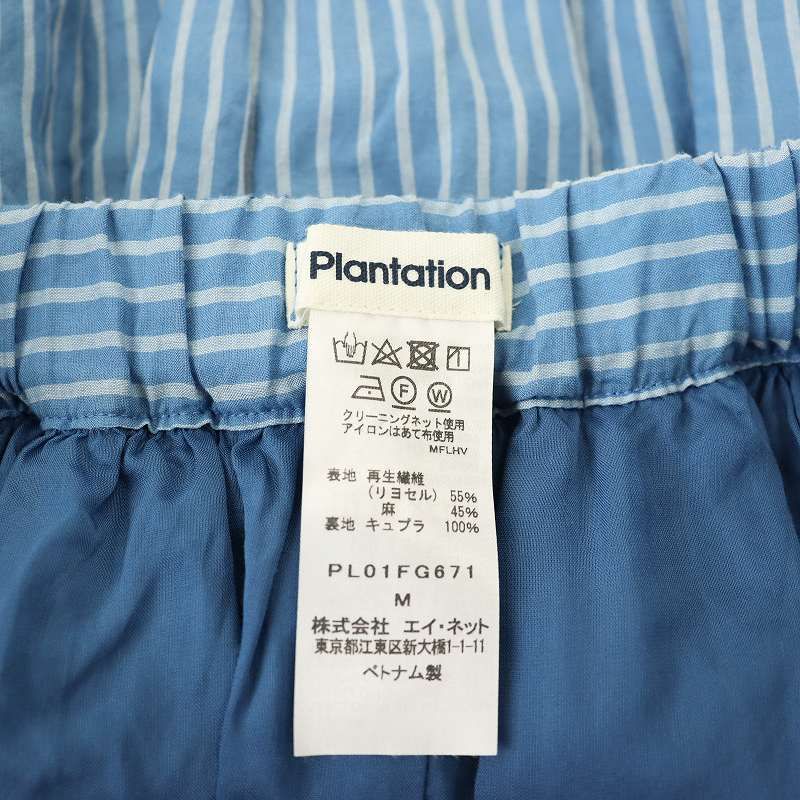 Plantation
F W
クリーニングネット使用
アイロンはあて布使用
MFLHV
表地 再生繊維
(リヨセル) 55%
麻 45%
裏地 キュプラ 100%
PL01FG671
M
株式会社 エイ・ネット
東京都江東区新大橋1-1-11
ベトナム製